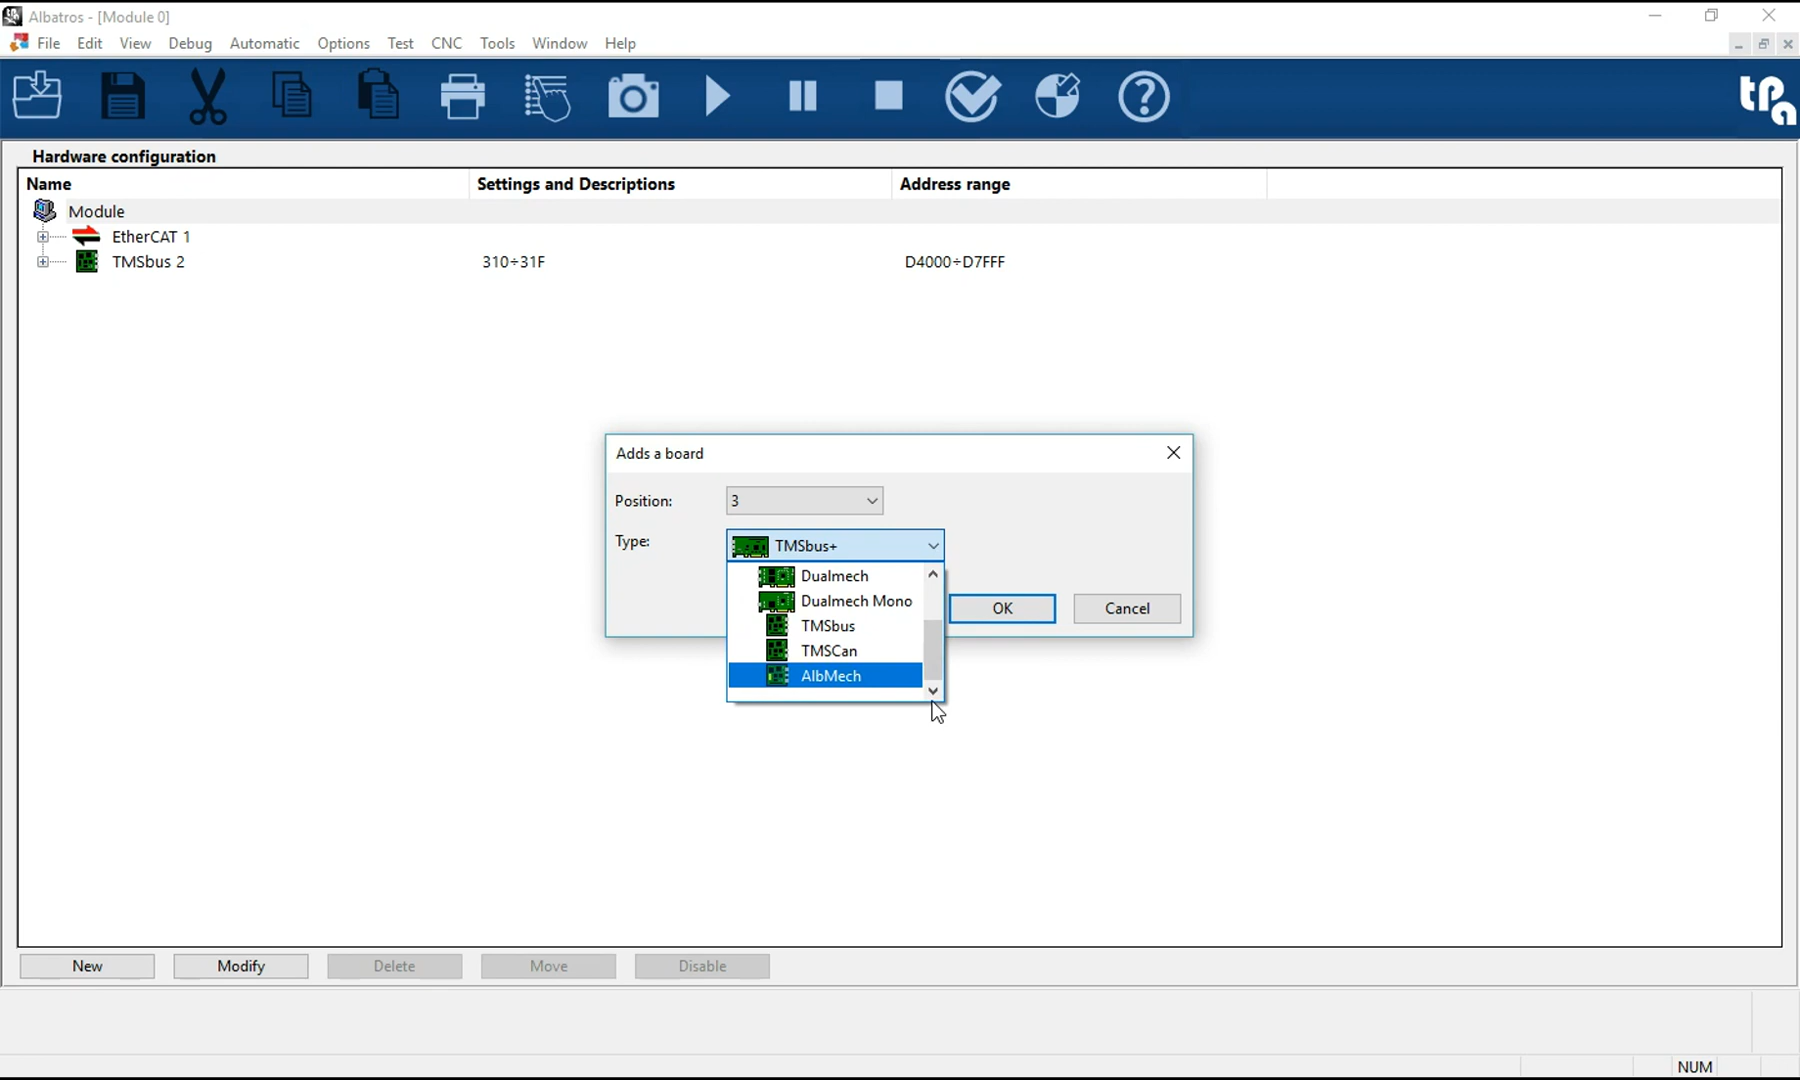 Albatros - [Module 0]
File Edit View Debug Automatic Options Test CNC Tools Window Help
tpa
Hardware configuration
Name Settings and Descriptions Address range
Module
EtherCAT 1
TMSbus 2 310÷31F D4000÷D7FFF
Adds a board
Position: 3
Type: TMSbus+
Dualmech
Dualmech Mono
TMSbus
TMSCan
AlbMech
OK Cancel
New Modify Delete Move Disable
NUM